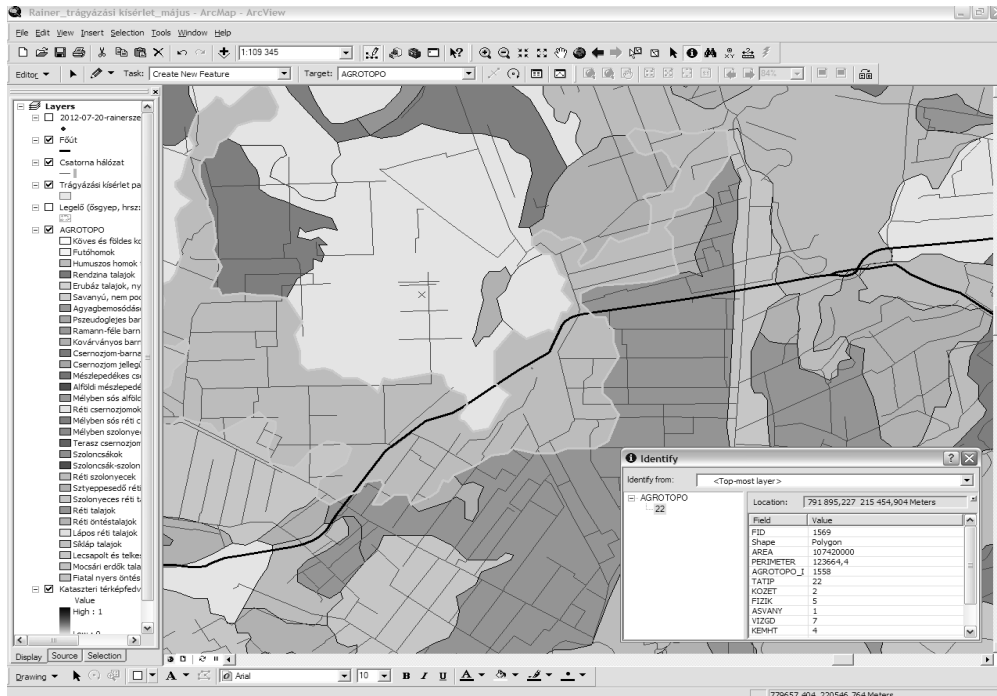 Rainer_trágyázási kísérlet_május - ArcMap - ArcView
File Edit View Insert Selection Tools Window Help
1:109 345
Editor Task: Create New Feature Target: AGROTOPO 84%
Layers
2012-07-20-rainersze
Főút
Csatorna hálózat
Trágyázási kísérlet pa
Legelő (ősgyep, hrsz:
AGROTOPO
Köves és földes ko
Futóhomok
Humuszos homok
Rendzina talajok
Erubáz talajok, ny
Savanyú, nem poc
Agyagbemosódás
Pszeudoglejes bar
Ramann-féle barn
Kovárványos barn
Csernozjom-barna
Csernozjom jellegű
Mészlepedékes cs
Alföldi mészlepedé
Mélyben sós alföld
Réti csernozjomok
Mélyben sós réti c
Mélyben szolonye
Terasz csernozjom
Szoloncsákok
Szoloncsák-szolon
Réti szolonyecek
Sztyeppesedő réti
Szolonyeces réti t
Réti talajok
Réti öntéstalajok
Lápos réti talajok
Síkláp talajok
Lecsapolt és telke
Mocsári erdők tala
Fiatal nyers öntés
Kataszteri térképfedv
Value
High : 1
Low : 0
Display Source Selection
Drawing Arial 10 B I U A
779657,404 220546,764 Meters
Identify
Identify from: <Top-most layer>
AGROTOPO
22
Location: 791 895,227 215 454,904 Meters
Field Value
FID 1569
Shape Polygon
AREA 107420000
PERIMETER 123664,4
AGROTOPO_I 1558
TATIP 22
KOZET 2
FIZIK 5
ASVANY 1
VIZGD 7
KEMHT 4